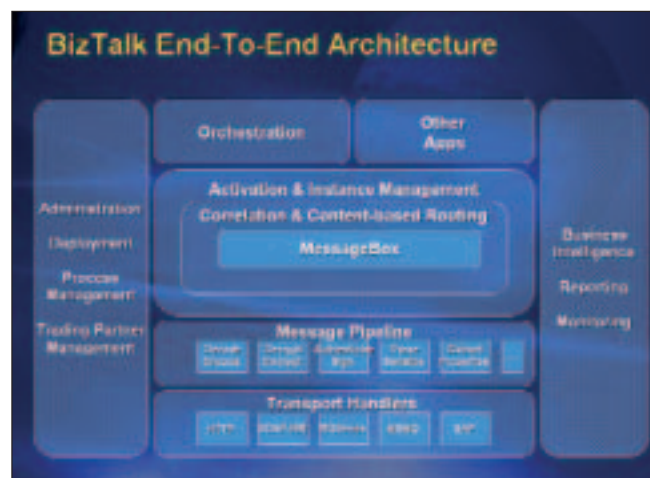 BizTalk End-To-End Architecture
Orchestration
Other
Apps
Administration
Deployment
Process
Management
Trading Partner
Management
Activation & Instance Management
Correlation & Content-based Routing
MessageBox
Business
Intelligence
Reporting
Monitoring
Message Pipeline
Transport Handlers
HTTP